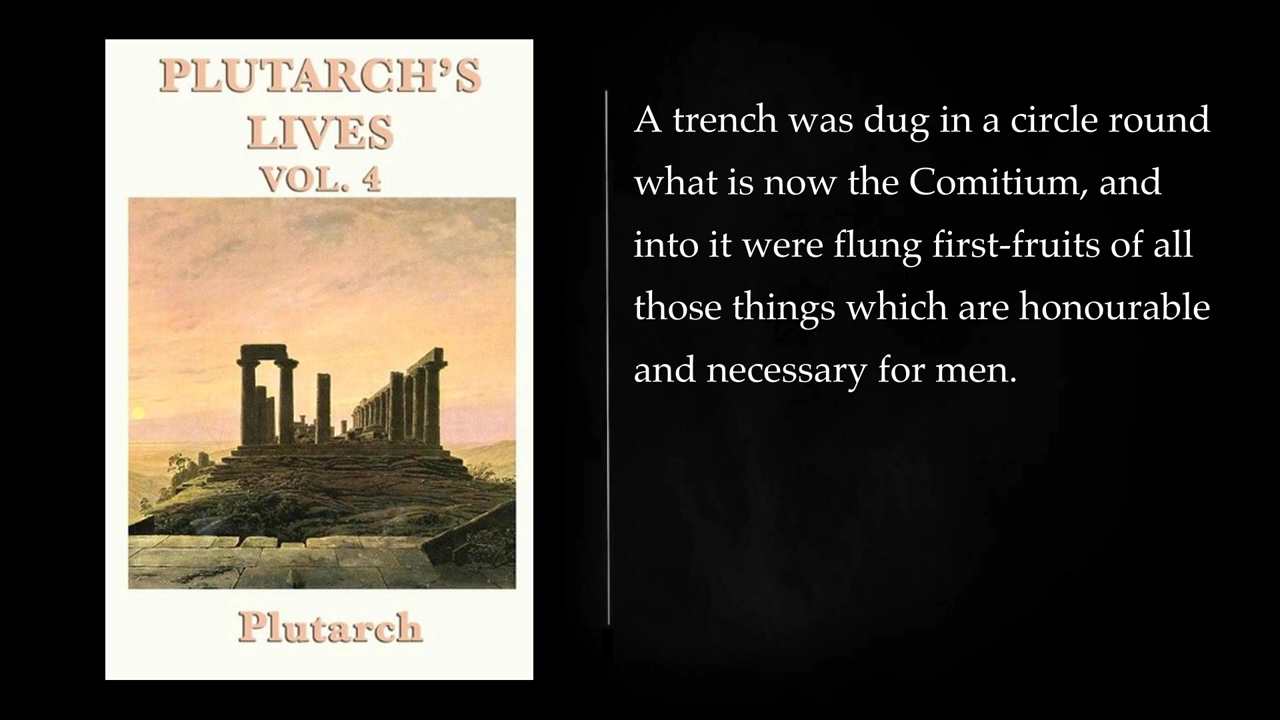 PLUTARCH'S
LIVES
VOL. 4
Plutarch
A trench was dug in a circle round
what is now the Comitium, and
into it were flung first-fruits of all
those things which are honourable
and necessary for men.